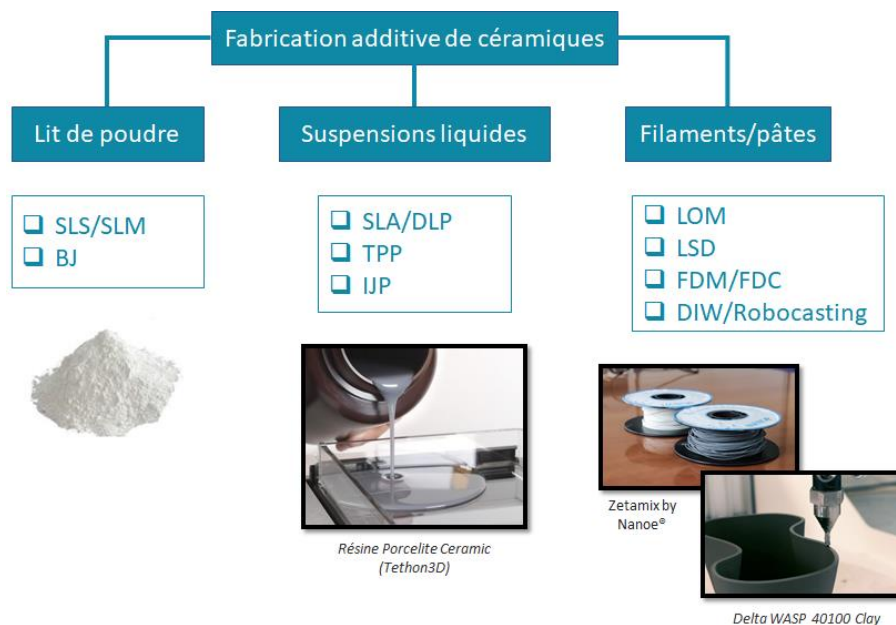 Fabrication additive de céramiques
Lit de poudre
Suspensions liquides
Filaments/pâtes
SLS/SLM
BJ
SLA/DLP
TPP
IJP
LOM
LSD
FDM/FDC
DIW/Robocasting
Résine Porcelite Ceramic
(Tethon3D)
Zetamix by
Nanoe®
Delta WASP 40100 Clay